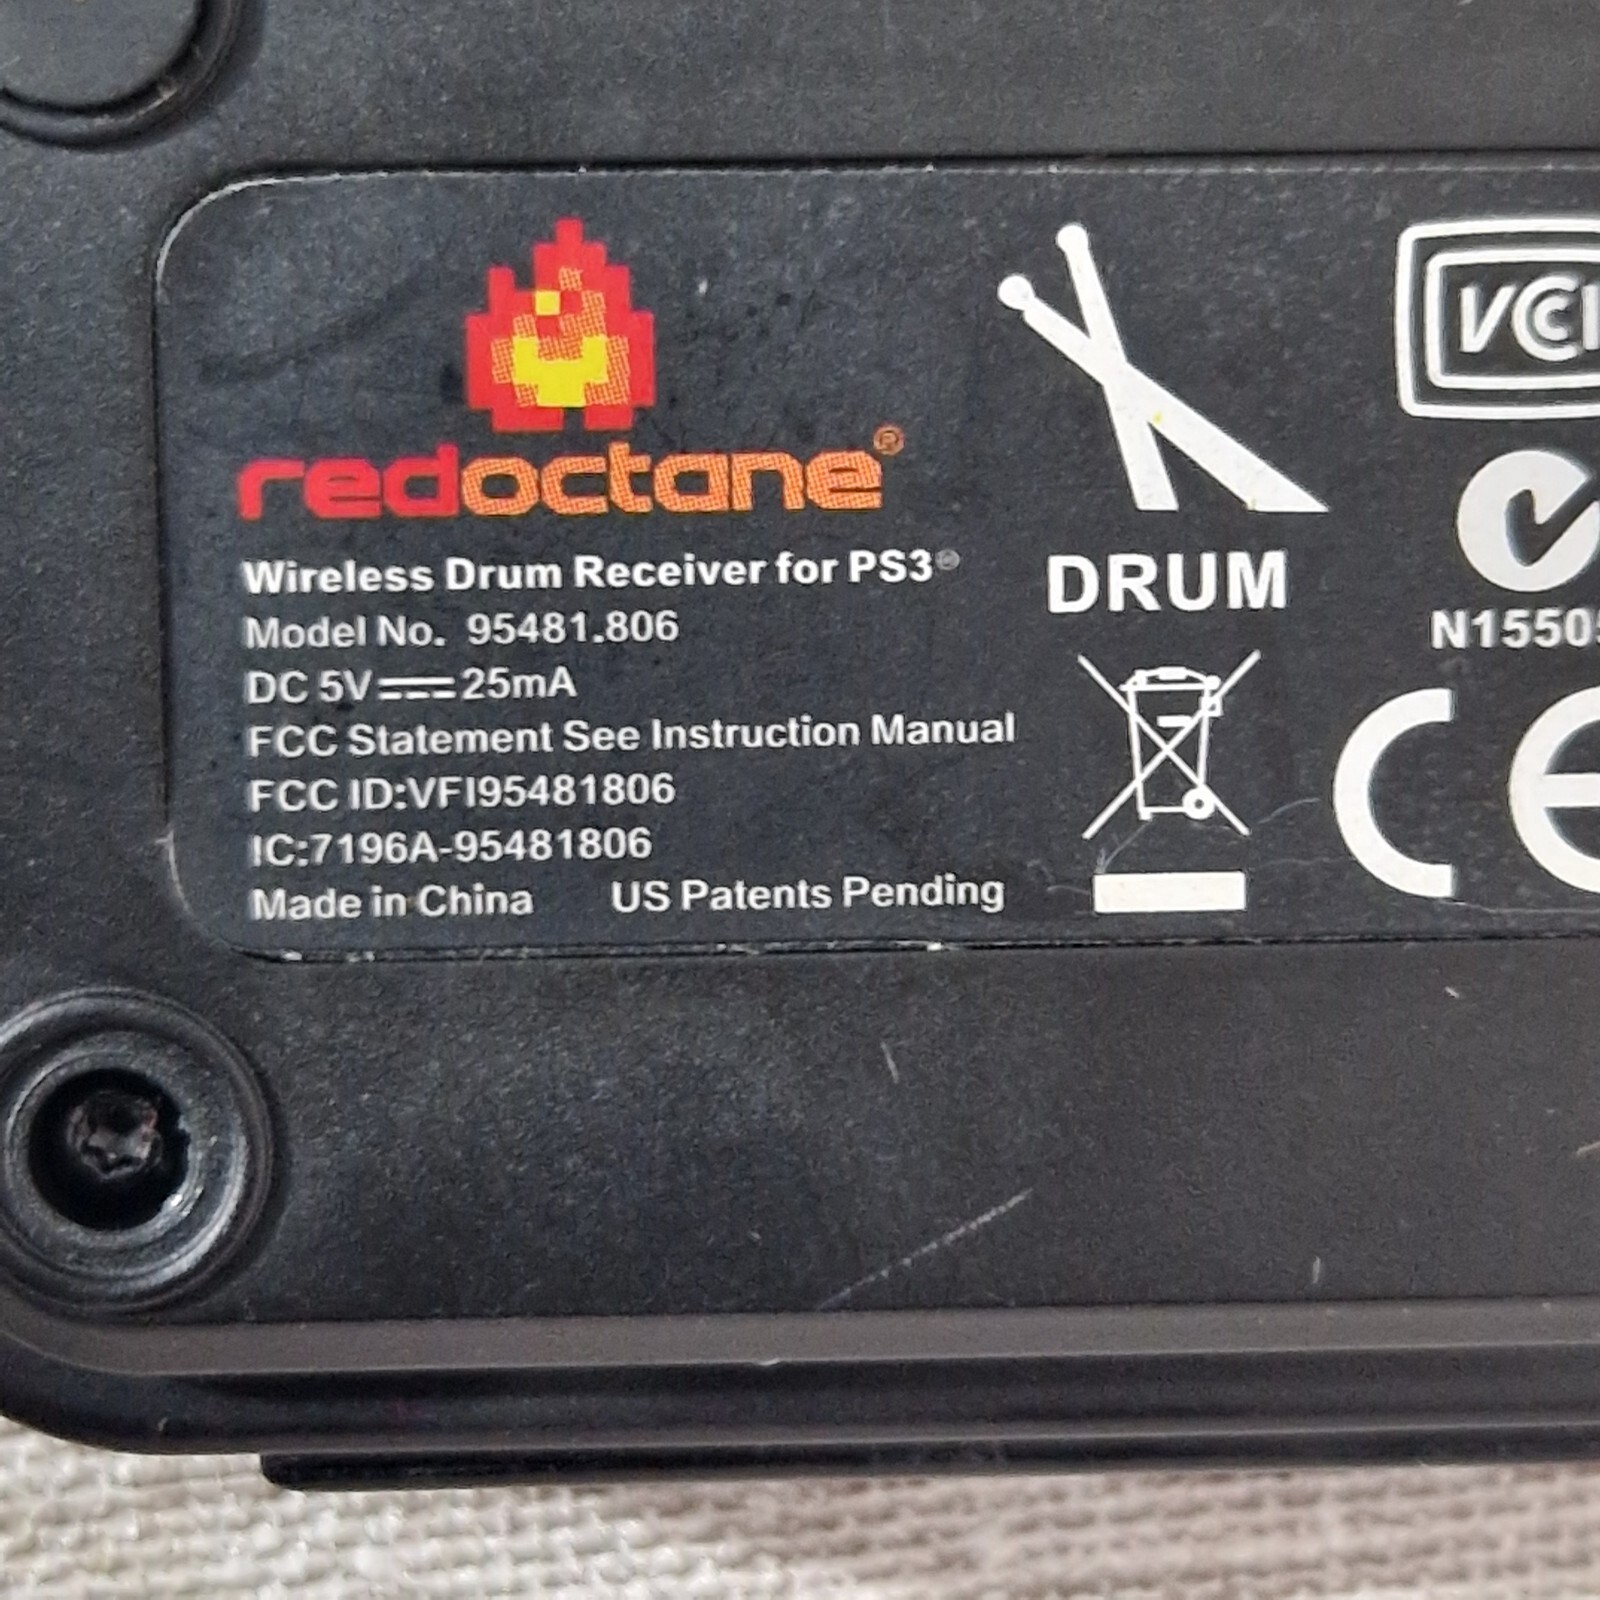 redoctane®
Wireless Drum Receiver for PS3®
Model No. 95481.806
DC 5V⎓25mA
FCC Statement See Instruction Manual
FCC ID:VFI95481806
IC:7196A-95481806
Made in China US Patents Pending
DRUM
VCI
N1550
CE